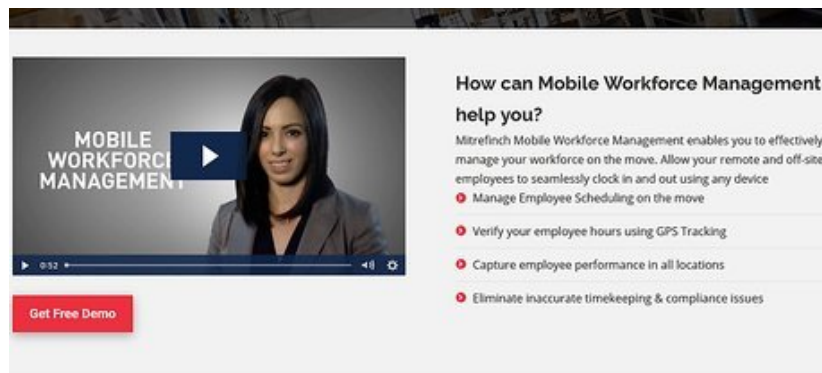 MOBILE
WORKFORCE
MANAGEMENT
0:52
Get Free Demo
How can Mobile Workforce Management
help you?
Mitrefinch Mobile Workforce Management enables you to effectively
manage your workforce on the move. Allow your remote and off-site
employees to seamlessly clock in and out using any device
Manage Employee Scheduling on the move
Verify your employee hours using GPS Tracking
Capture employee performance in all locations
Eliminate inaccurate timekeeping & compliance issues